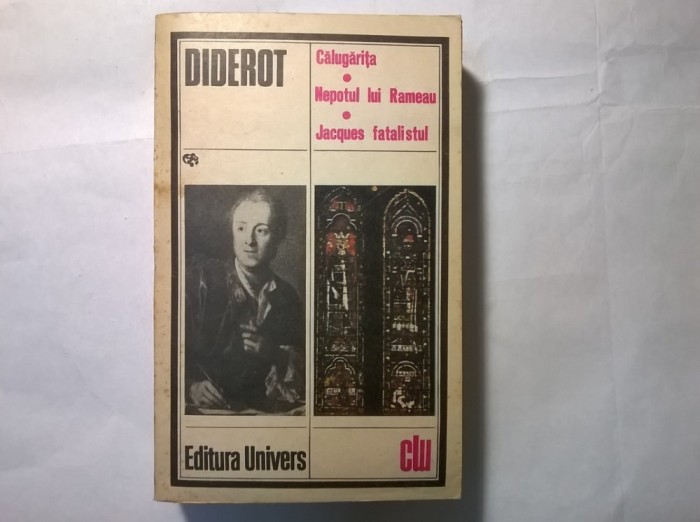 DIDEROT
Călugărița
Nepotul lui Rameau
Jacques fatalistul
Editura Univers
clu